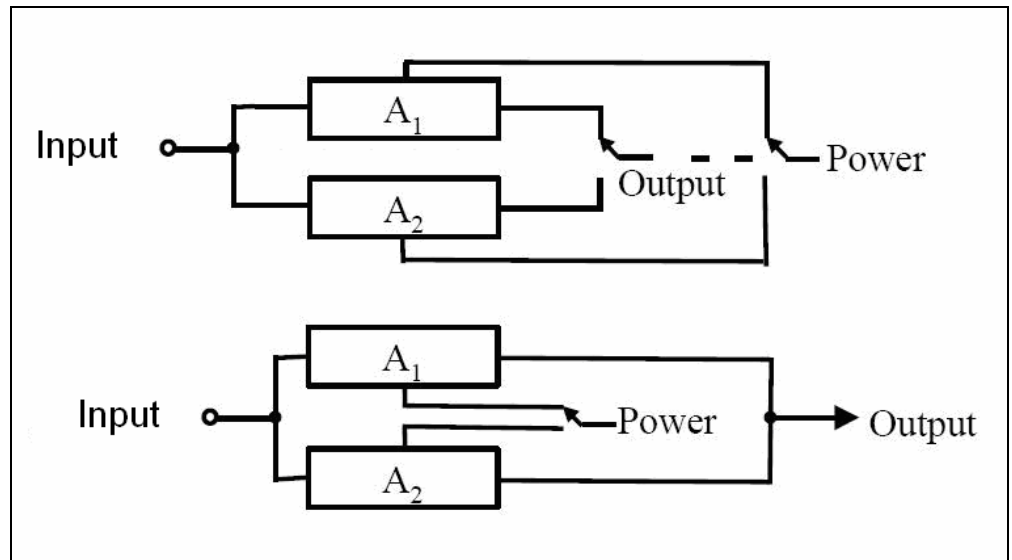 A₁
Input
Power
Output
A₂
A₁
Input
Power
Output
A₂